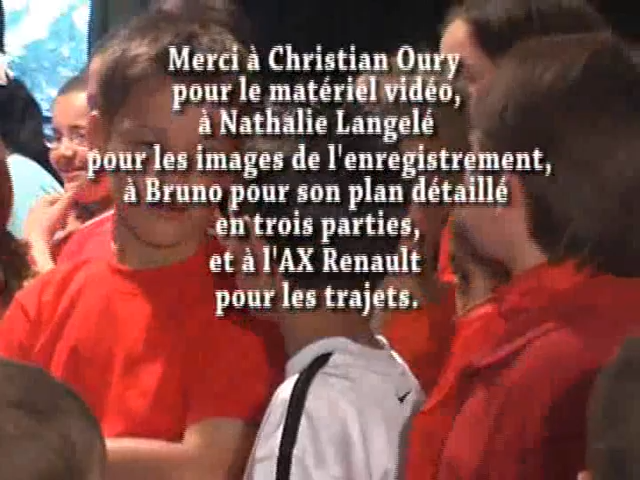 Merci à Christian Oury
pour le matériel vidéo,
à Nathalie Langelé
pour les images de l'enregistrement,
à Bruno pour son plan détaillé
en trois parties,
et à l'AX Renault
pour les trajets.